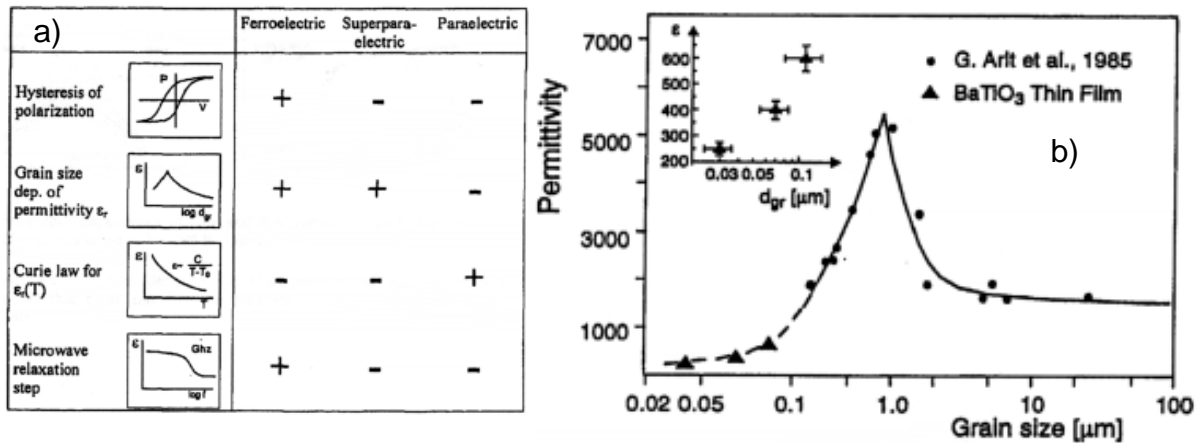 a)
Ferroelectric Superpara- Paraelectric
electric
Hysteresis of
polarization
P
V
+ - -
Grain size
dep. of
permittivity εr
ε
log dgr
+ + -
Curie law for
εr(T)
ε
ε~ C
T-To
T
- - +
Microwave
relaxation
step
ε
Ghz
log f
+ - -
b)
Permittivity
7000
5000
3000
1000
0.02 0.05 0.1 1.0 10 100
Grain size [μm]
ε
600
500
400
300
200
0.03 0.05 0.1
dgr [μm]
G. Arlt et al., 1985
BaTiO3 Thin Film